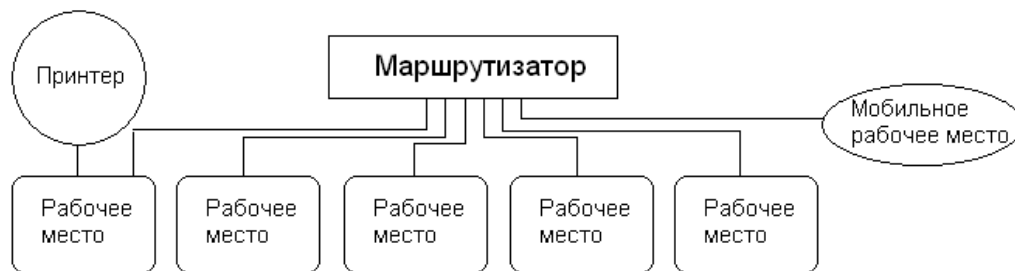 Принтер
Маршрутизатор
Мобильное
рабочее место
Рабочее
место
Рабочее
место
Рабочее
место
Рабочее
место
Рабочее
место